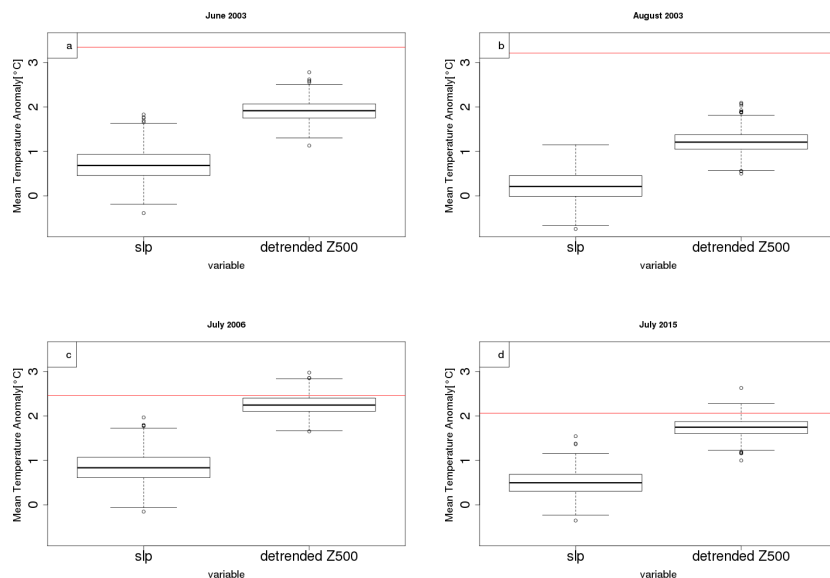 June 2003
a
Mean Temperature Anomaly[°C]
3
2
1
0
slp
detrended Z500
variable
August 2003
b
Mean Temperature Anomaly[°C]
3
2
1
0
slp
detrended Z500
variable
July 2006
c
Mean Temperature Anomaly[°C]
3
2
1
0
slp
detrended Z500
variable
July 2015
d
Mean Temperature Anomaly[°C]
3
2
1
0
slp
detrended Z500
variable